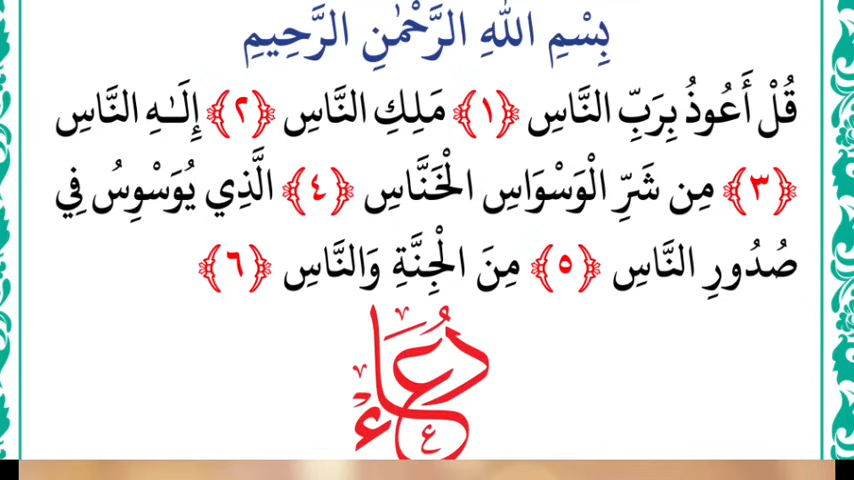 بِسْمِ اللَّهِ الرَّحْمَٰنِ الرَّحِيمِ
قُلْ أَعُوذُ بِرَبِّ النَّاسِ ﴿١﴾ مَلِكِ النَّاسِ ﴿٢﴾ إِلَـٰهِ النَّاسِ
﴿٣﴾ مِن شَرِّ الْوَسْوَاسِ الْخَنَّاسِ ﴿٤﴾ الَّذِي يُوَسْوِسُ فِي
صُدُورِ النَّاسِ ﴿٥﴾ مِنَ الْجِنَّةِ وَالنَّاسِ ﴿٦﴾
دُعَاء